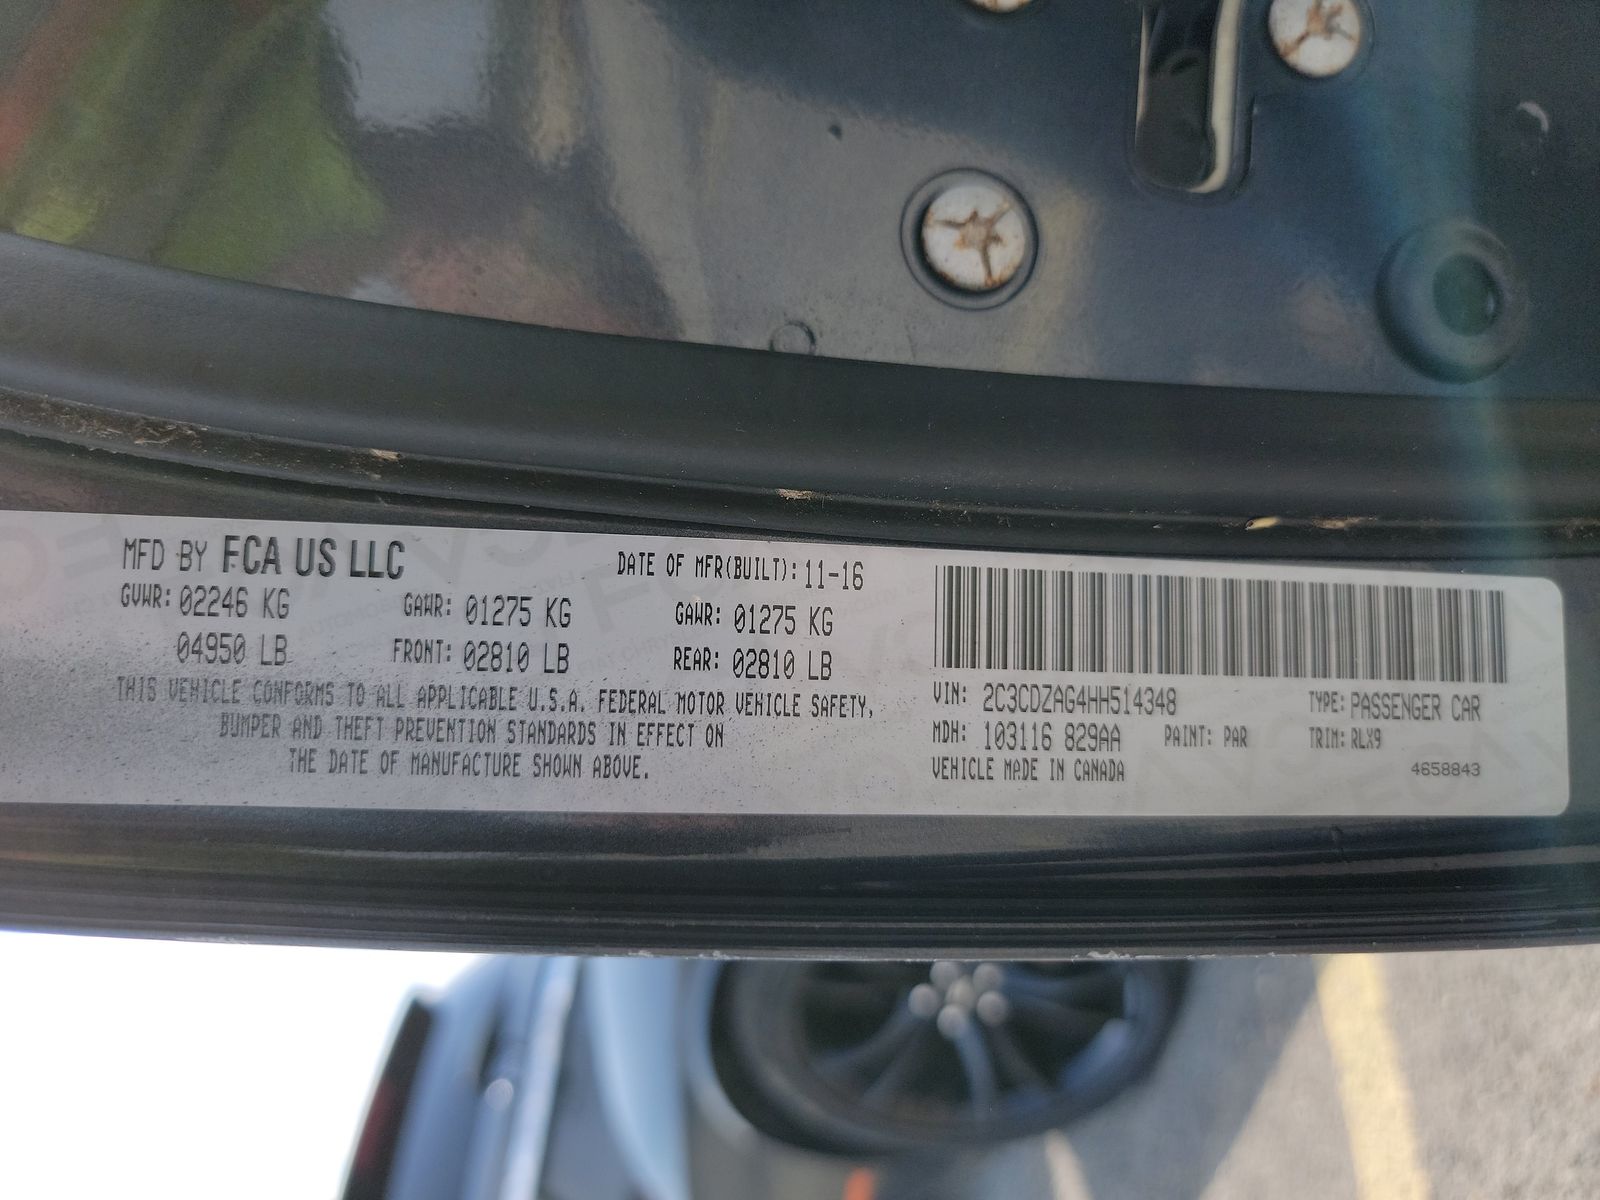 MFD BY FCA US LLC DATE OF MFR(BUILT): 11-16
GVWR: 02246 KG GAWR: 01275 KG GAWR: 01275 KG
04950 LB FRONT: 02810 LB REAR: 02810 LB
THIS VEHICLE CONFORMS TO ALL APPLICABLE U.S.A. FEDERAL MOTOR VEHICLE SAFETY,
BUMPER AND THEFT PREVENTION STANDARDS IN EFFECT ON
THE DATE OF MANUFACTURE SHOWN ABOVE.
VIN: 2C3CDZAG4HH514348 TYPE: PASSENGER CAR
MDH: 103116 829AA PAINT: PAR TRIM: RLX9
VEHICLE MADE IN CANADA 4658843